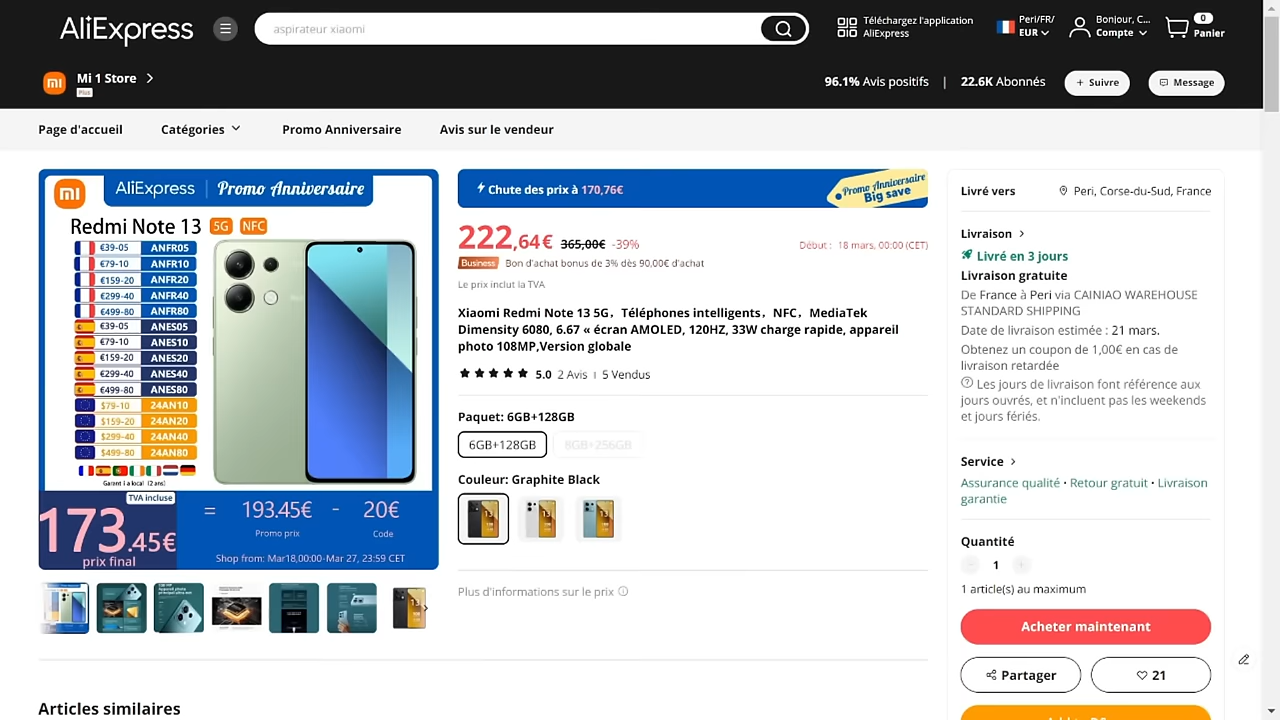 AliExpress
aspirateur xiaomi
Téléchargez l'application
AliExpress
Peri/FR/
EUR
Bonjour, C...
Compte
0
Panier
mi
Mi 1 Store
Plus
96.1% Avis positifs | 22.6K Abonnés
+ Suivre
Message
Page d'accueil
Catégories
Promo Anniversaire
Avis sur le vendeur
mi
AliExpress | Promo Anniversaire
Redmi Note 13 5G NFC
€39-05 ANFR05
€79-10 ANFR10
€159-20 ANFR20
€299-40 ANFR40
€499-80 ANFR80
€39-05 ANES05
€79-10 ANES10
€159-20 ANES20
€299-40 ANES40
€499-80 ANES80
$79-10 24AN10
$159-20 24AN20
$299-40 24AN40
$499-80 24AN80
Garant í a local (2 ans)
TVA incluse
173.45€
prix final
= 193.45€ - 20€
Promo prix
Code
Shop from: Mar18,00:00-Mar 27, 23:59 CET
Chute des prix à 170,76€
Promo Anniversaire
Big save
222,64€ 365,00€ -39%
Début : 18 mars, 00:00 (CET)
Business Bon d'achat bonus de 3% dès 90,00€ d'achat
Le prix inclut la TVA
Xiaomi Redmi Note 13 5G，Téléphones intelligents，NFC，MediaTek
Dimensity 6080, 6.67 « écran AMOLED, 120HZ, 33W charge rapide, appareil
photo 108MP,Version globale
5.0 2 Avis | 5 Vendus
Paquet: 6GB+128GB
6GB+128GB
8GB+256GB
Couleur: Graphite Black
Plus d'informations sur le prix
Articles similaires
Livré vers
Peri, Corse-du-Sud, France
Livraison
Livré en 3 jours
Livraison gratuite
De France à Peri via CAINIAO WAREHOUSE
STANDARD SHIPPING
Date de livraison estimée : 21 mars.
Obtenez un coupon de 1,00€ en cas de
livraison retardée
Les jours de livraison font référence aux
jours ouvrés, et n'incluent pas les weekends
et jours fériés.
Service
Assurance qualité · Retour gratuit · Livraison
garantie
Quantité
- 1 +
1 article(s) au maximum
Acheter maintenant
Partager
21